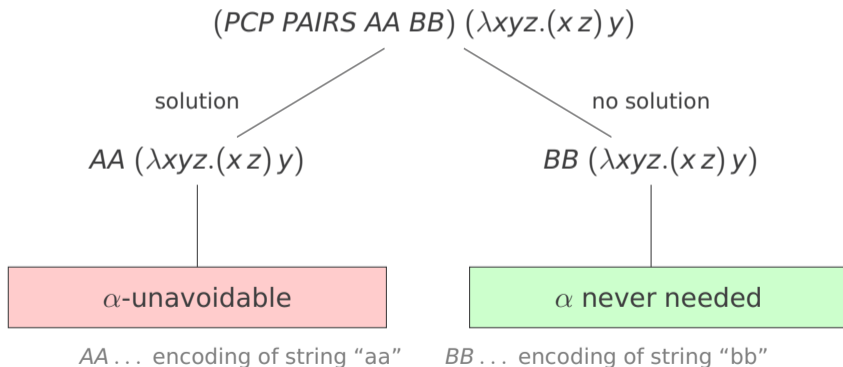 (PCP PAIRS AA BB) (λxyz.(x z) y)
solution no solution
AA (λxyz.(x z) y) BB (λxyz.(x z) y)
α-unavoidable α never needed
AA ... encoding of string “aa” BB ... encoding of string “bb”